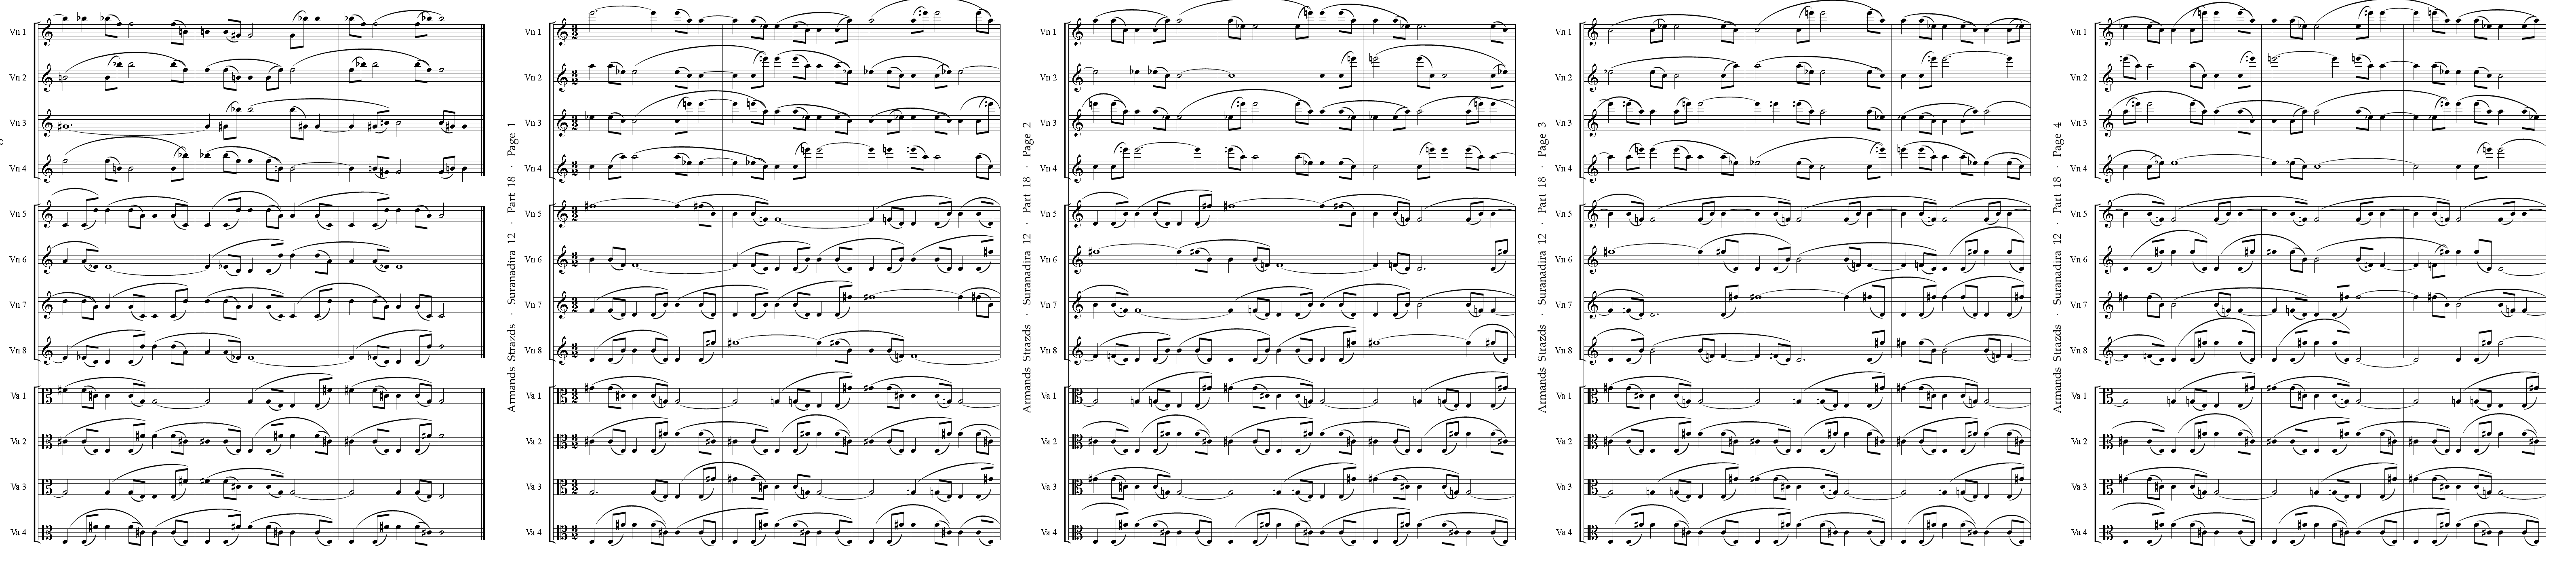 Vn 1
Vn 2
Vn 3
Vn 4
Vn 5
Vn 6
Vn 7
Vn 8
Va 1
Va 2
Va 3
Va 4
Armands Strazds · Suranadira 12 · Part 18 · Page 1
Vn 1
Vn 2
Vn 3
Vn 4
Vn 5
Vn 6
Vn 7
Vn 8
Va 1
Va 2
Va 3
Va 4
Armands Strazds · Suranadira 12 · Part 18 · Page 2
Vn 1
Vn 2
Vn 3
Vn 4
Vn 5
Vn 6
Vn 7
Vn 8
Va 1
Va 2
Va 3
Va 4
Armands Strazds · Suranadira 12 · Part 18 · Page 3
Vn 1
Vn 2
Vn 3
Vn 4
Vn 5
Vn 6
Vn 7
Vn 8
Va 1
Va 2
Va 3
Va 4
Armands Strazds · Suranadira 12 · Part 18 · Page 4
Vn 1
Vn 2
Vn 3
Vn 4
Vn 5
Vn 6
Vn 7
Vn 8
Va 1
Va 2
Va 3
Va 4